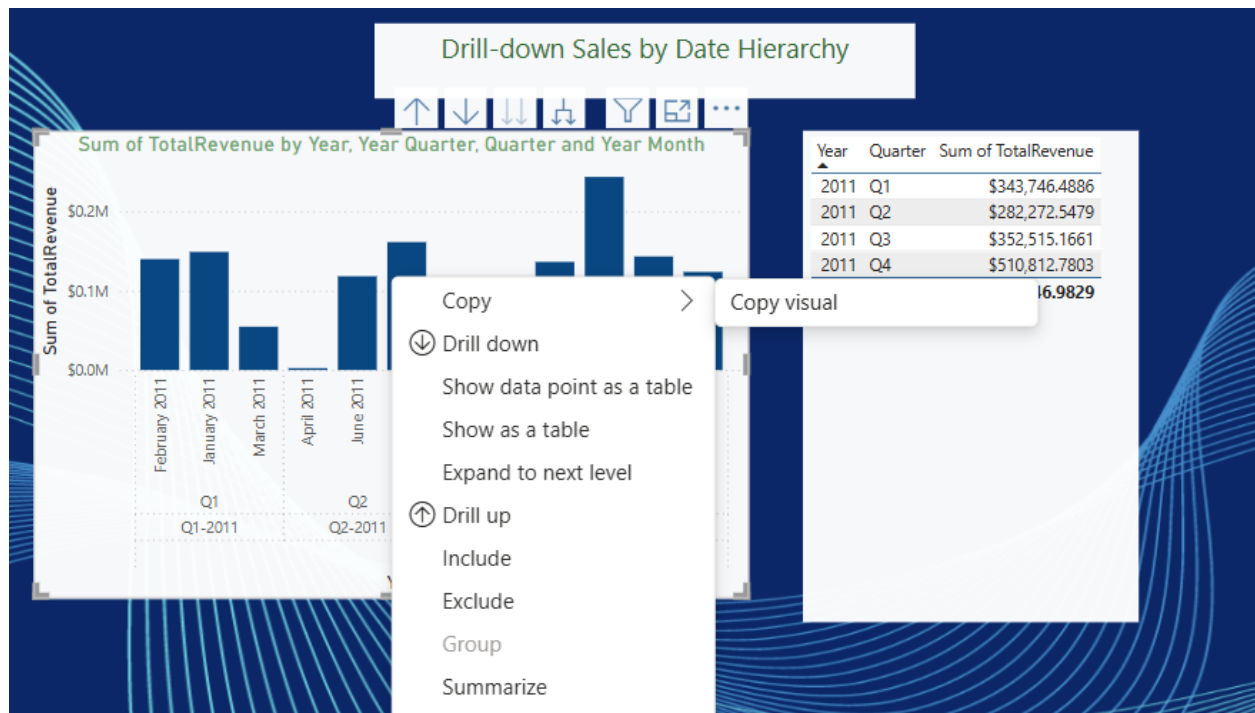 Drill-down Sales by Date Hierarchy
Sum of TotalRevenue by Year, Year Quarter, Quarter and Year Month
Sum of TotalRevenue
$0.2M
$0.1M
$0.0M
February 2011
January 2011
March 2011
April 2011
June 2011
Q1
Q2
Q1-2011
Q2-2011
Copy
Copy visual
Drill down
Show data point as a table
Show as a table
Expand to next level
Drill up
Include
Exclude
Group
Summarize
Year Quarter Sum of TotalRevenue
2011 Q1 $343,746.4886
2011 Q2 $282,272.5479
2011 Q3 $352,515.1661
2011 Q4 $510,812.7803